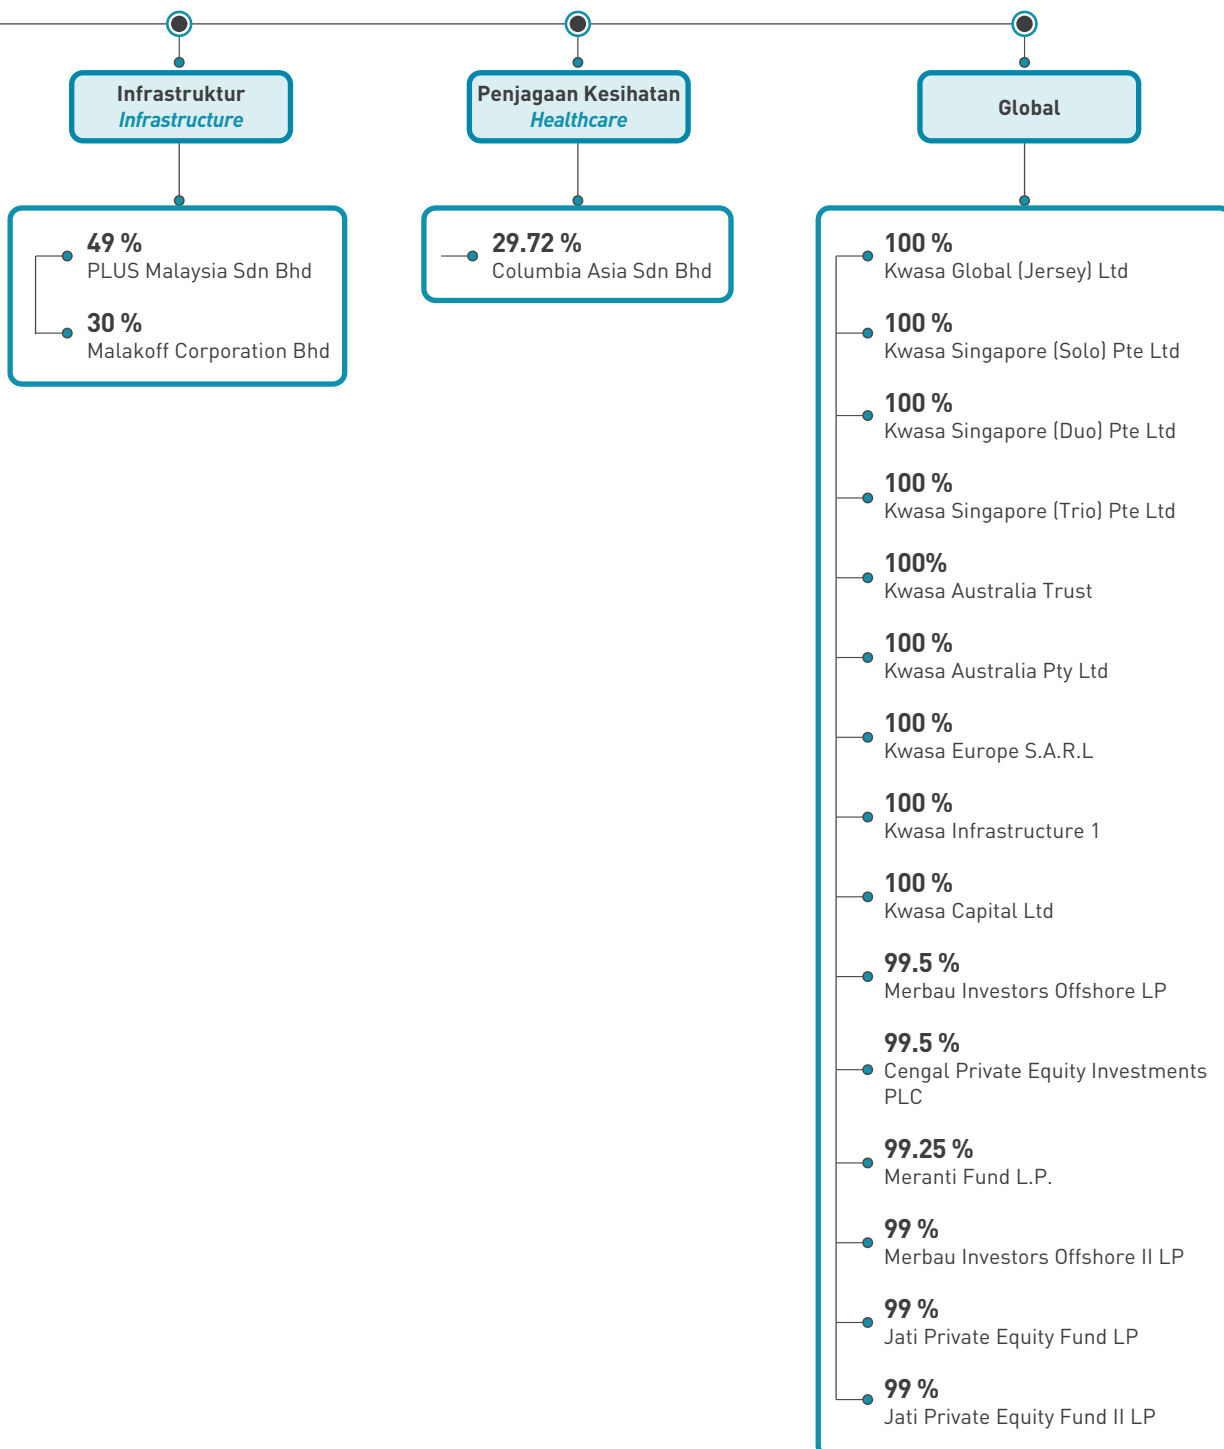 Infrastruktur
Infrastructure
49 %
PLUS Malaysia Sdn Bhd
30 %
Malakoff Corporation Bhd
Penjagaan Kesihatan
Healthcare
29.72 %
Columbia Asia Sdn Bhd
Global
100 %
Kwasa Global (Jersey) Ltd
100 %
Kwasa Singapore (Solo) Pte Ltd
100 %
Kwasa Singapore (Duo) Pte Ltd
100 %
Kwasa Singapore (Trio) Pte Ltd
100%
Kwasa Australia Trust
100 %
Kwasa Australia Pty Ltd
100 %
Kwasa Europe S.A.R.L
100 %
Kwasa Infrastructure 1
100 %
Kwasa Capital Ltd
99.5 %
Merbau Investors Offshore LP
99.5 %
Cengal Private Equity Investments
PLC
99.25 %
Meranti Fund L.P.
99 %
Merbau Investors Offshore II LP
99 %
Jati Private Equity Fund LP
99 %
Jati Private Equity Fund II LP